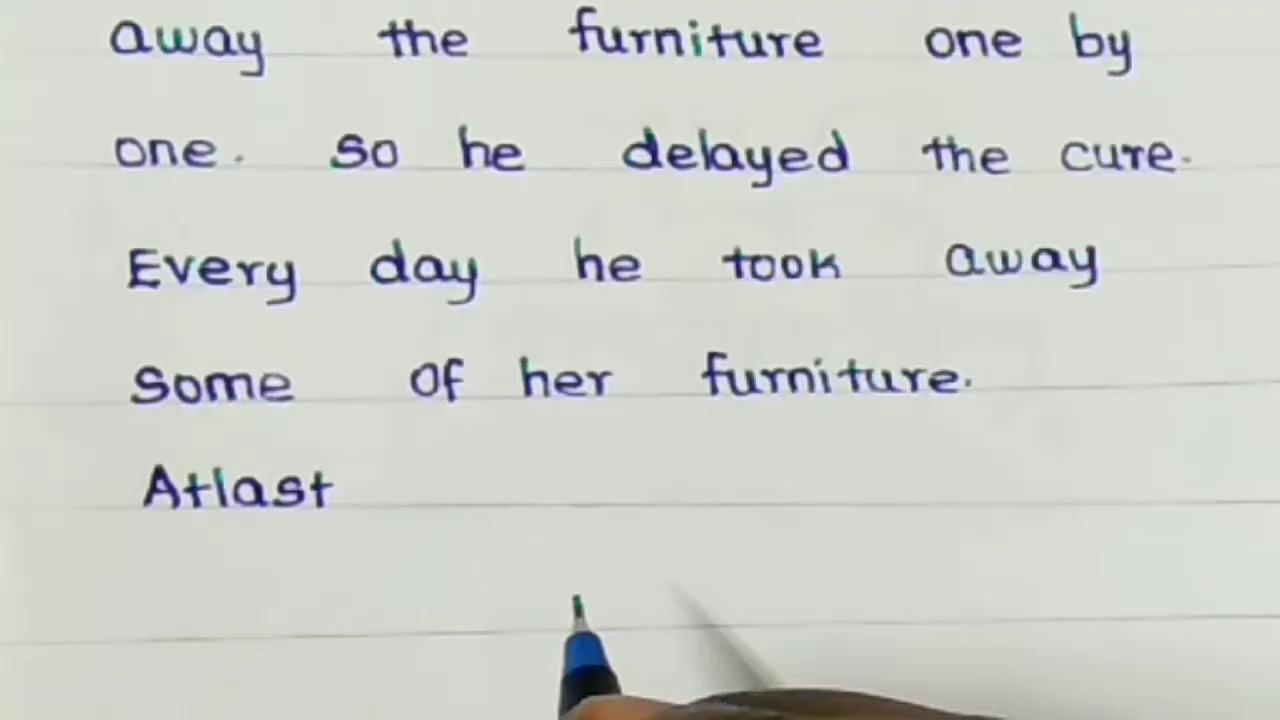 away the furniture one by
one. So he delayed the cure.
Every day he took away
Some of her furniture.
Atlast